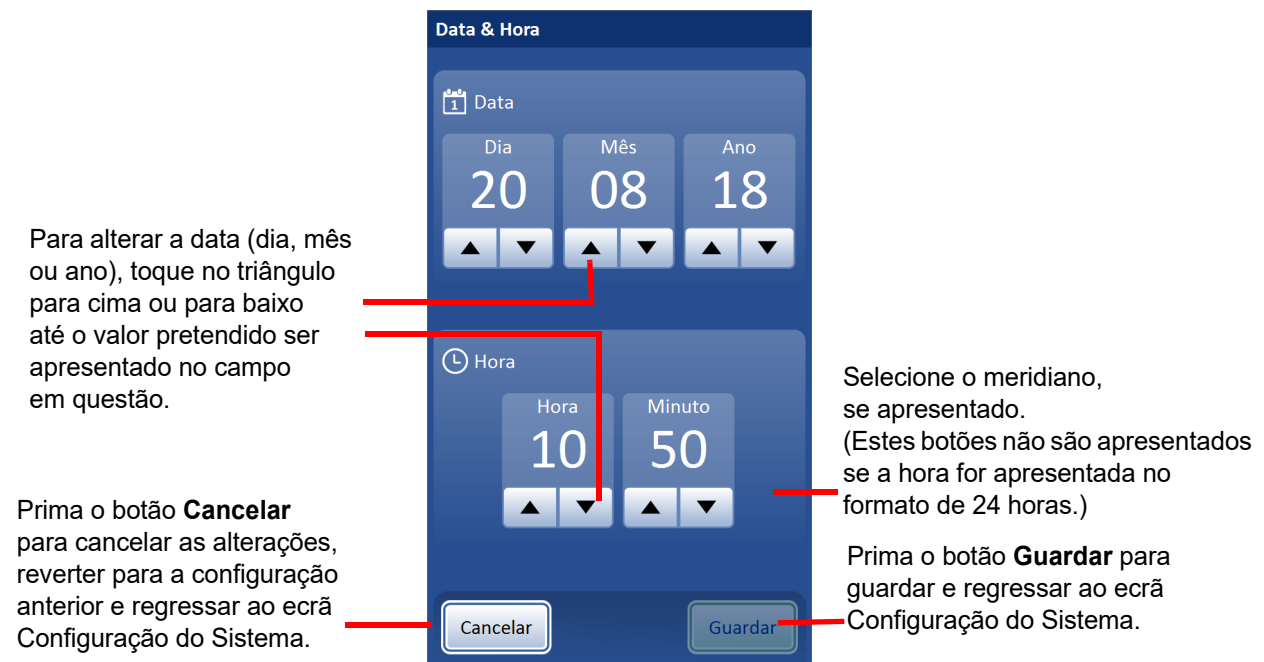 Data & Hora
1 Data
Dia Mês Ano
20 08 18
Para alterar a data (dia, mês
ou ano), toque no triângulo
para cima ou para baixo
até o valor pretendido ser
apresentado no campo
em questão.
Hora
Hora Minuto
10 50
Selecione o meridiano,
se apresentado.
(Estes botões não são apresentados
se a hora for apresentada no
formato de 24 horas.)
Prima o botão Cancelar
para cancelar as alterações,
reverter para a configuração
anterior e regressar ao ecrã
Configuração do Sistema.
Cancelar Guardar
Prima o botão Guardar para
guardar e regressar ao ecrã
Configuração do Sistema.